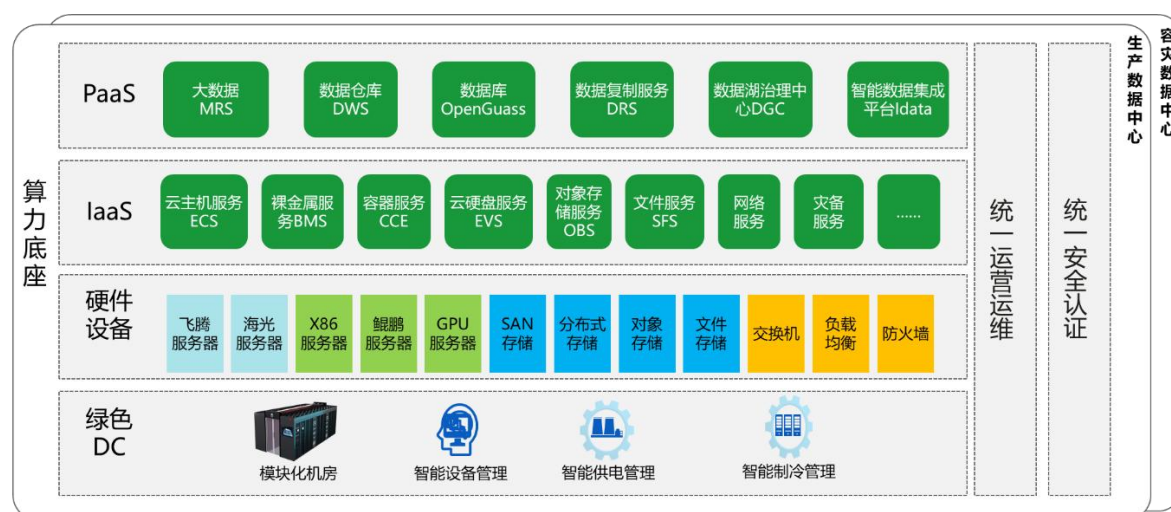 算力底座
PaaS
大数据
MRS
数据仓库
DWS
数据库
OpenGuass
数据复制服务
DRS
数据湖治理中
心DGC
智能数据集成
平台Idata
IaaS
云主机服务
ECS
裸金属服
务BMS
容器服务
CCE
云硬盘服务
EVS
对象存
储服务
OBS
文件服务
SFS
网络
服务
灾备
服务
……
硬件
设备
飞腾
服务器
海光
服务器
X86
服务器
鲲鹏
服务器
GPU
服务器
SAN
存储
分布式
存储
对象
存储
文件
存储
交换机
负载
均衡
防火墙
绿色
DC
模块化机房
智能设备管理
智能供电管理
智能制冷管理
统一运营运维
统一安全认证
生产数据中心
容灾数据中心